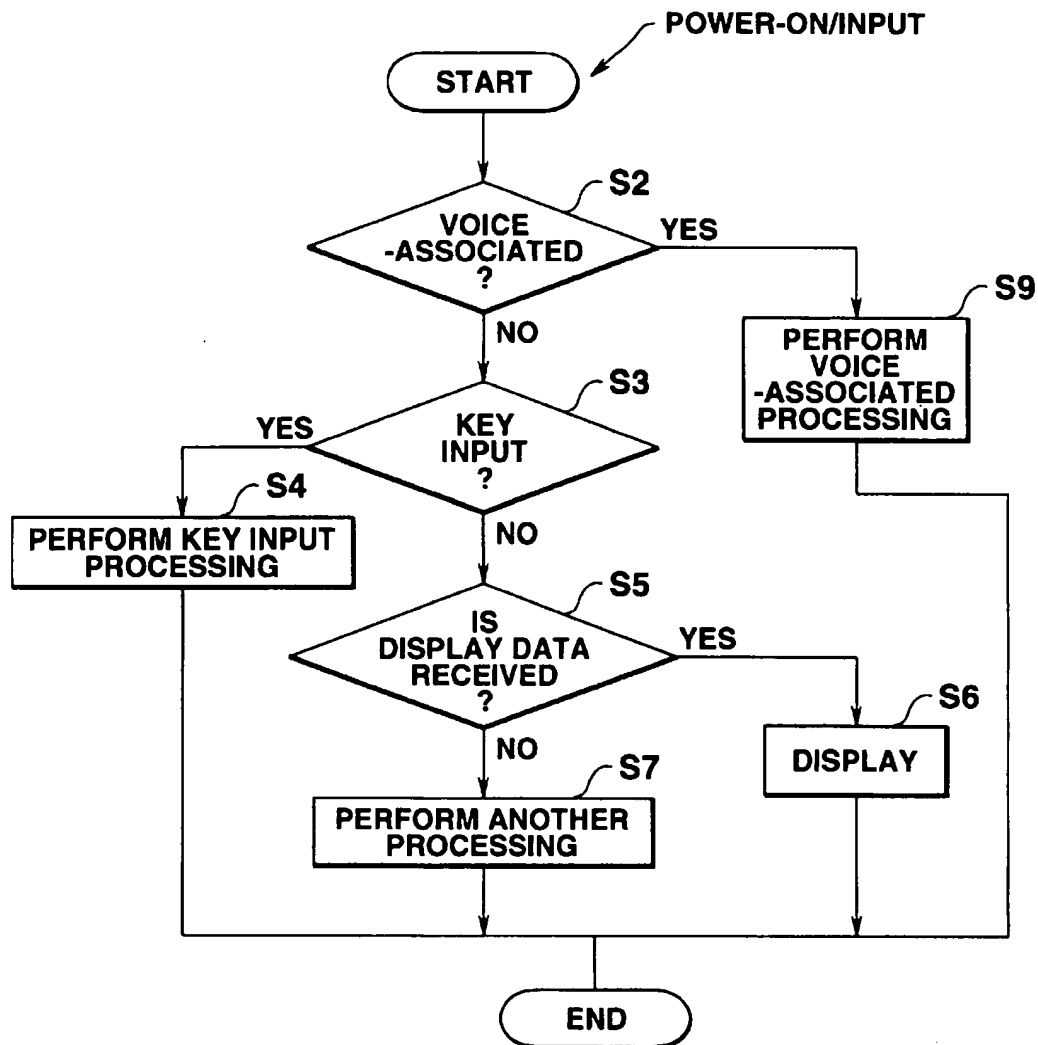 POWER-ON/INPUT
START
S2
VOICE
-ASSOCIATED
?
YES
NO
S9
PERFORM
VOICE
-ASSOCIATED
PROCESSING
S3
KEY
INPUT
?
YES
NO
S4
PERFORM KEY INPUT
PROCESSING
S5
IS
DISPLAY DATA
RECEIVED
?
YES
NO
S6
DISPLAY
S7
PERFORM ANOTHER
PROCESSING
END